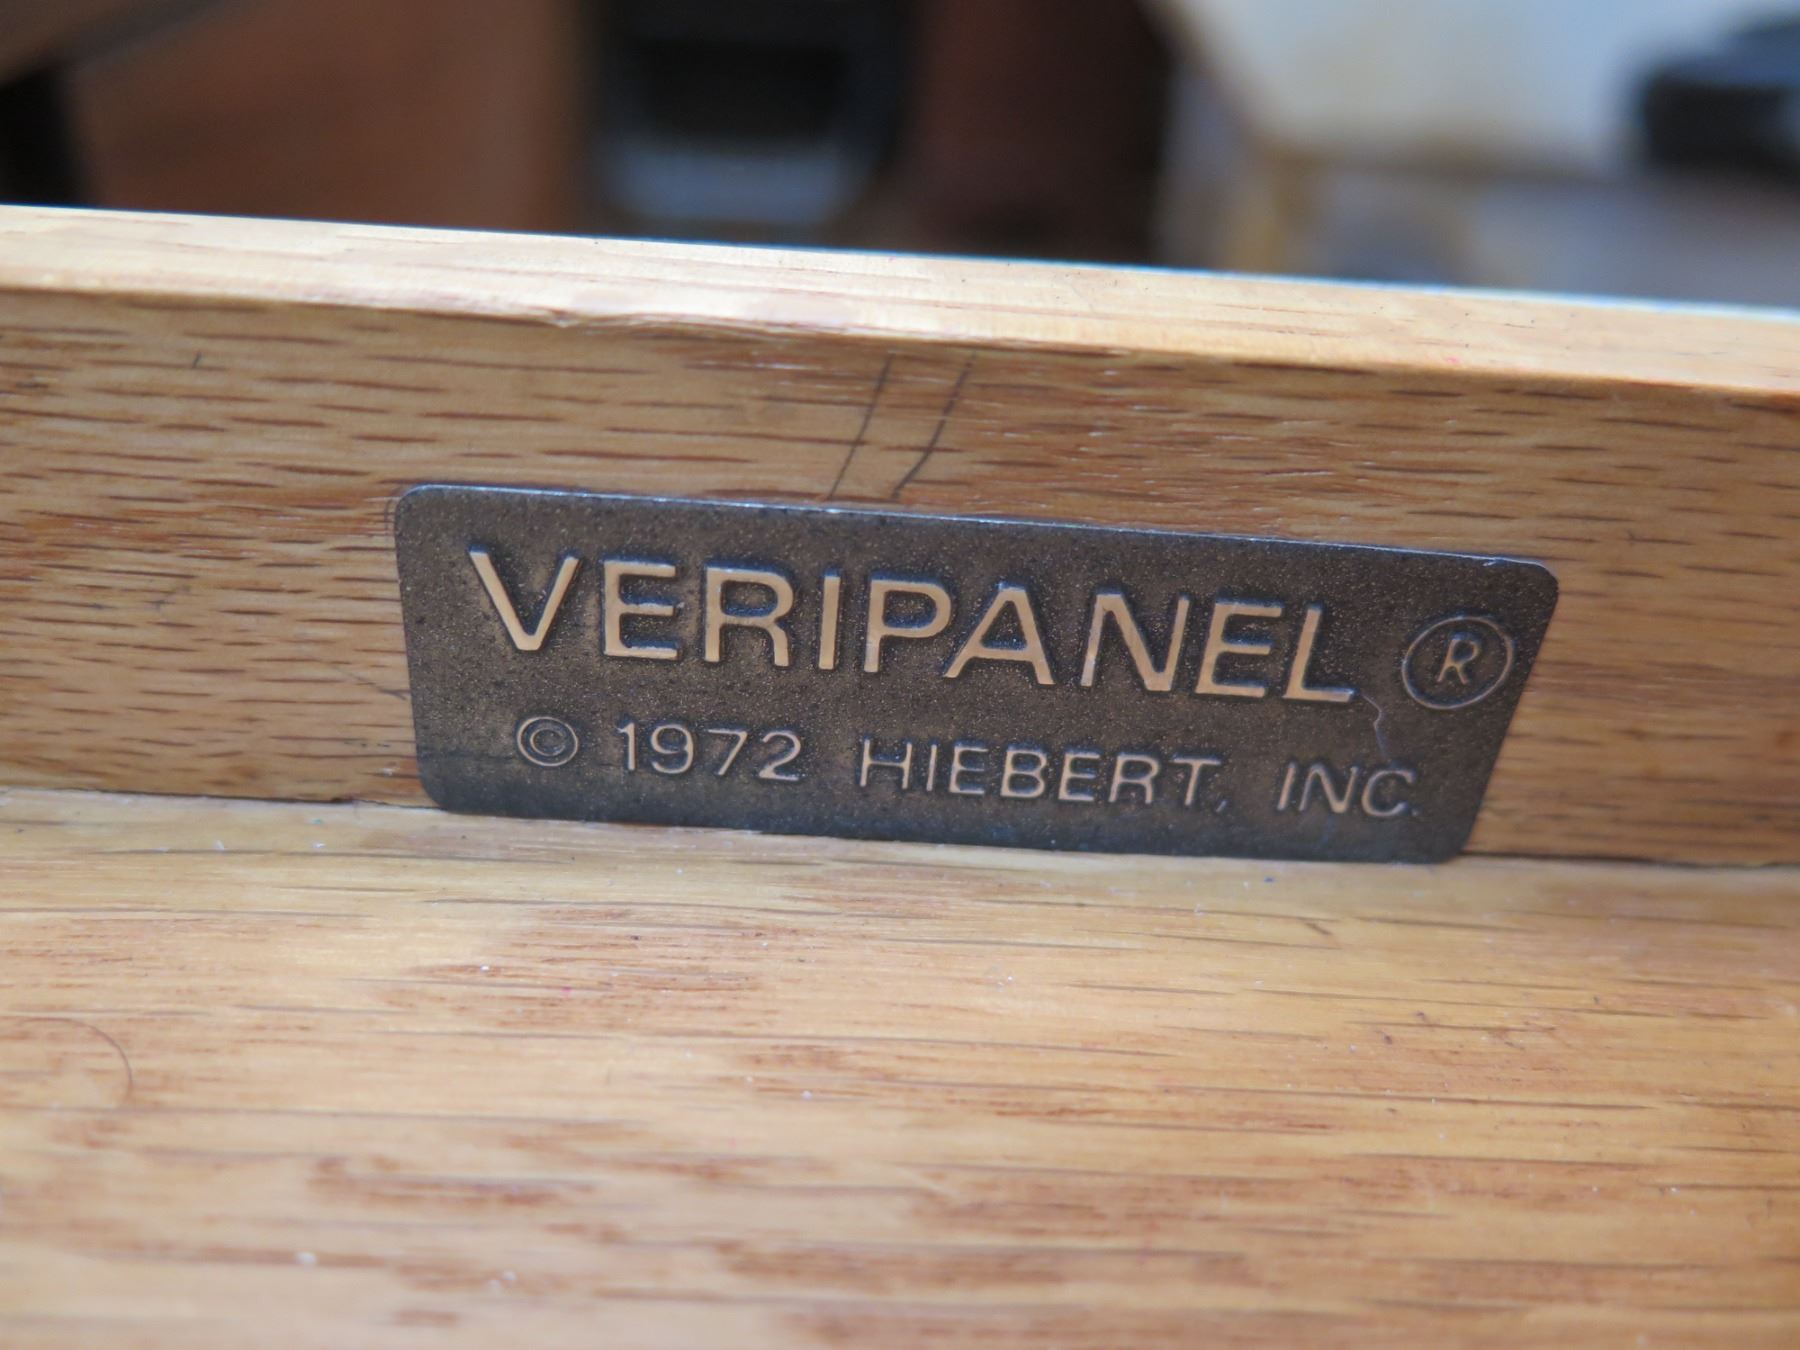 VERIPANEL ®
© 1972 HIEBERT, INC.